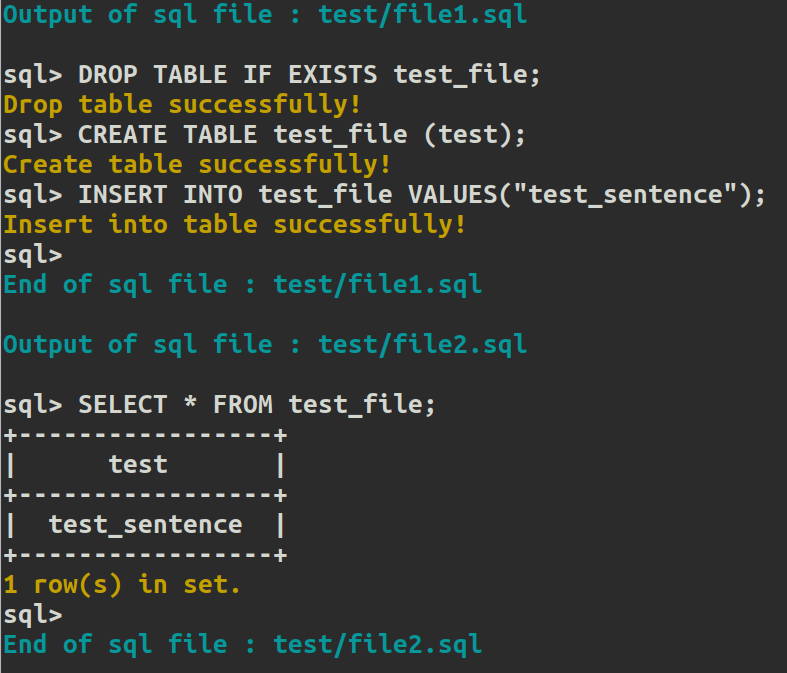 Output of sql file : test/file1.sql
sql> DROP TABLE IF EXISTS test_file;
Drop table successfully!
sql> CREATE TABLE test_file (test);
Create table successfully!
sql> INSERT INTO test_file VALUES("test_sentence");
Insert into table successfully!
sql>
End of sql file : test/file1.sql
Output of sql file : test/file2.sql
sql> SELECT * FROM test_file;
+-----------------+
|      test       |
+-----------------+
|  test_sentence  |
+-----------------+
1 row(s) in set.
sql>
End of sql file : test/file2.sql